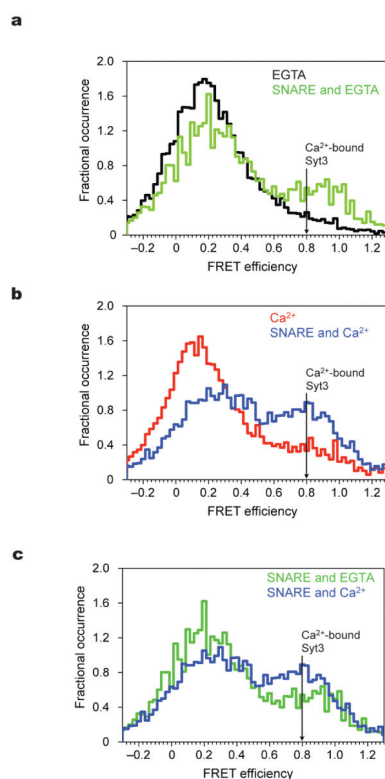 a
2.0
1.6
1.2
0.8
0.4
0
Fractional occurrence
EGTA
SNARE and EGTA
Ca²⁺-bound
Syt3
−0.2 0 0.2 0.4 0.6 0.8 1.0 1.2
FRET efficiency
b
2.0
1.6
1.2
0.8
0.4
0
Fractional occurrence
Ca²⁺
SNARE and Ca²⁺
Ca²⁺-bound
Syt3
−0.2 0 0.2 0.4 0.6 0.8 1.0 1.2
FRET efficiency
c
2.0
1.6
1.2
0.8
0.4
0
Fractional occurrence
SNARE and EGTA
SNARE and Ca²⁺
Ca²⁺-bound
Syt3
−0.2 0 0.2 0.4 0.6 0.8 1.0 1.2
FRET efficiency